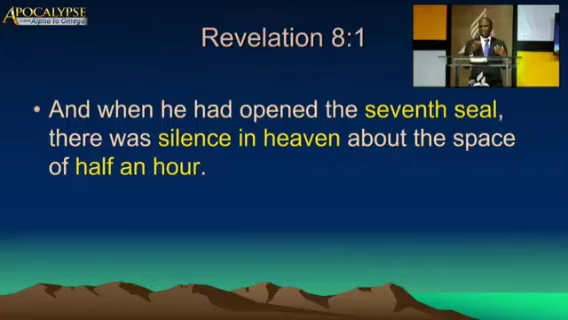 APOCALYPSE
Alpha to Omega
Revelation 8:1
• And when he had opened the seventh seal,
there was silence in heaven about the space
of half an hour.